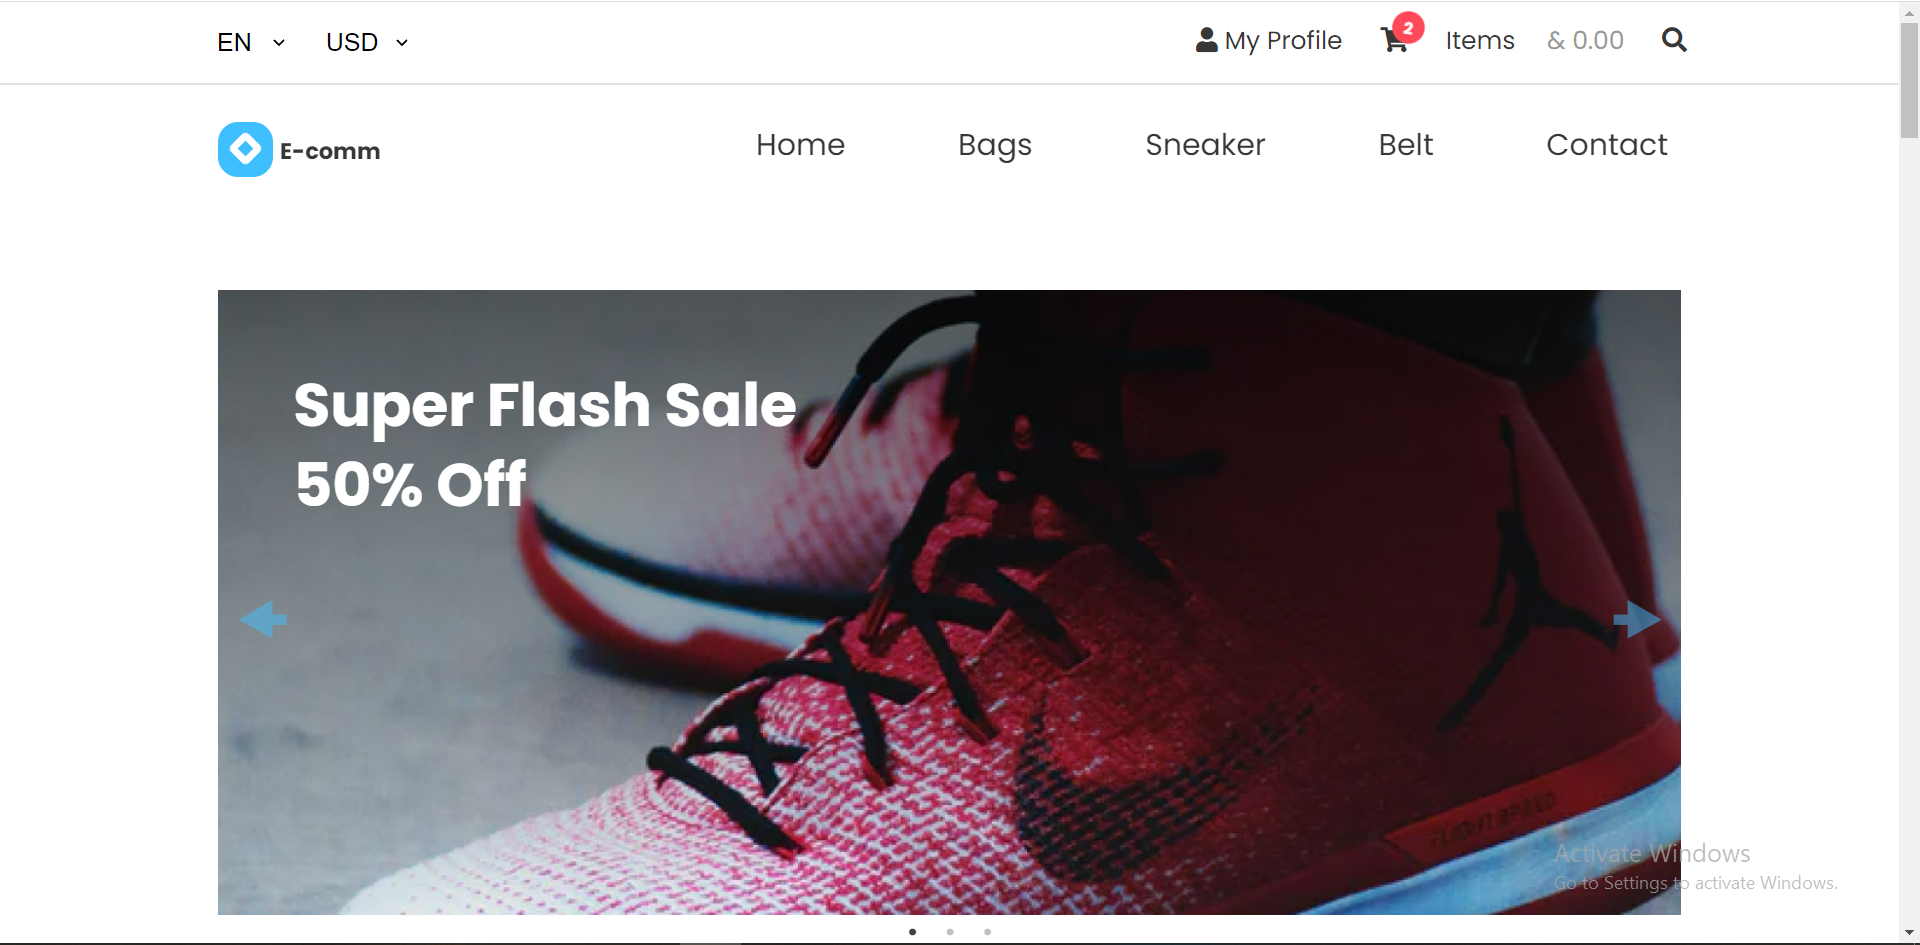 EN USD My Profile 2 Items & 0.00
E-comm Home Bags Sneaker Belt Contact
Super Flash Sale
50% Off
FLIGHT SPEED
Activate Windows
Go to Settings to activate Windows.